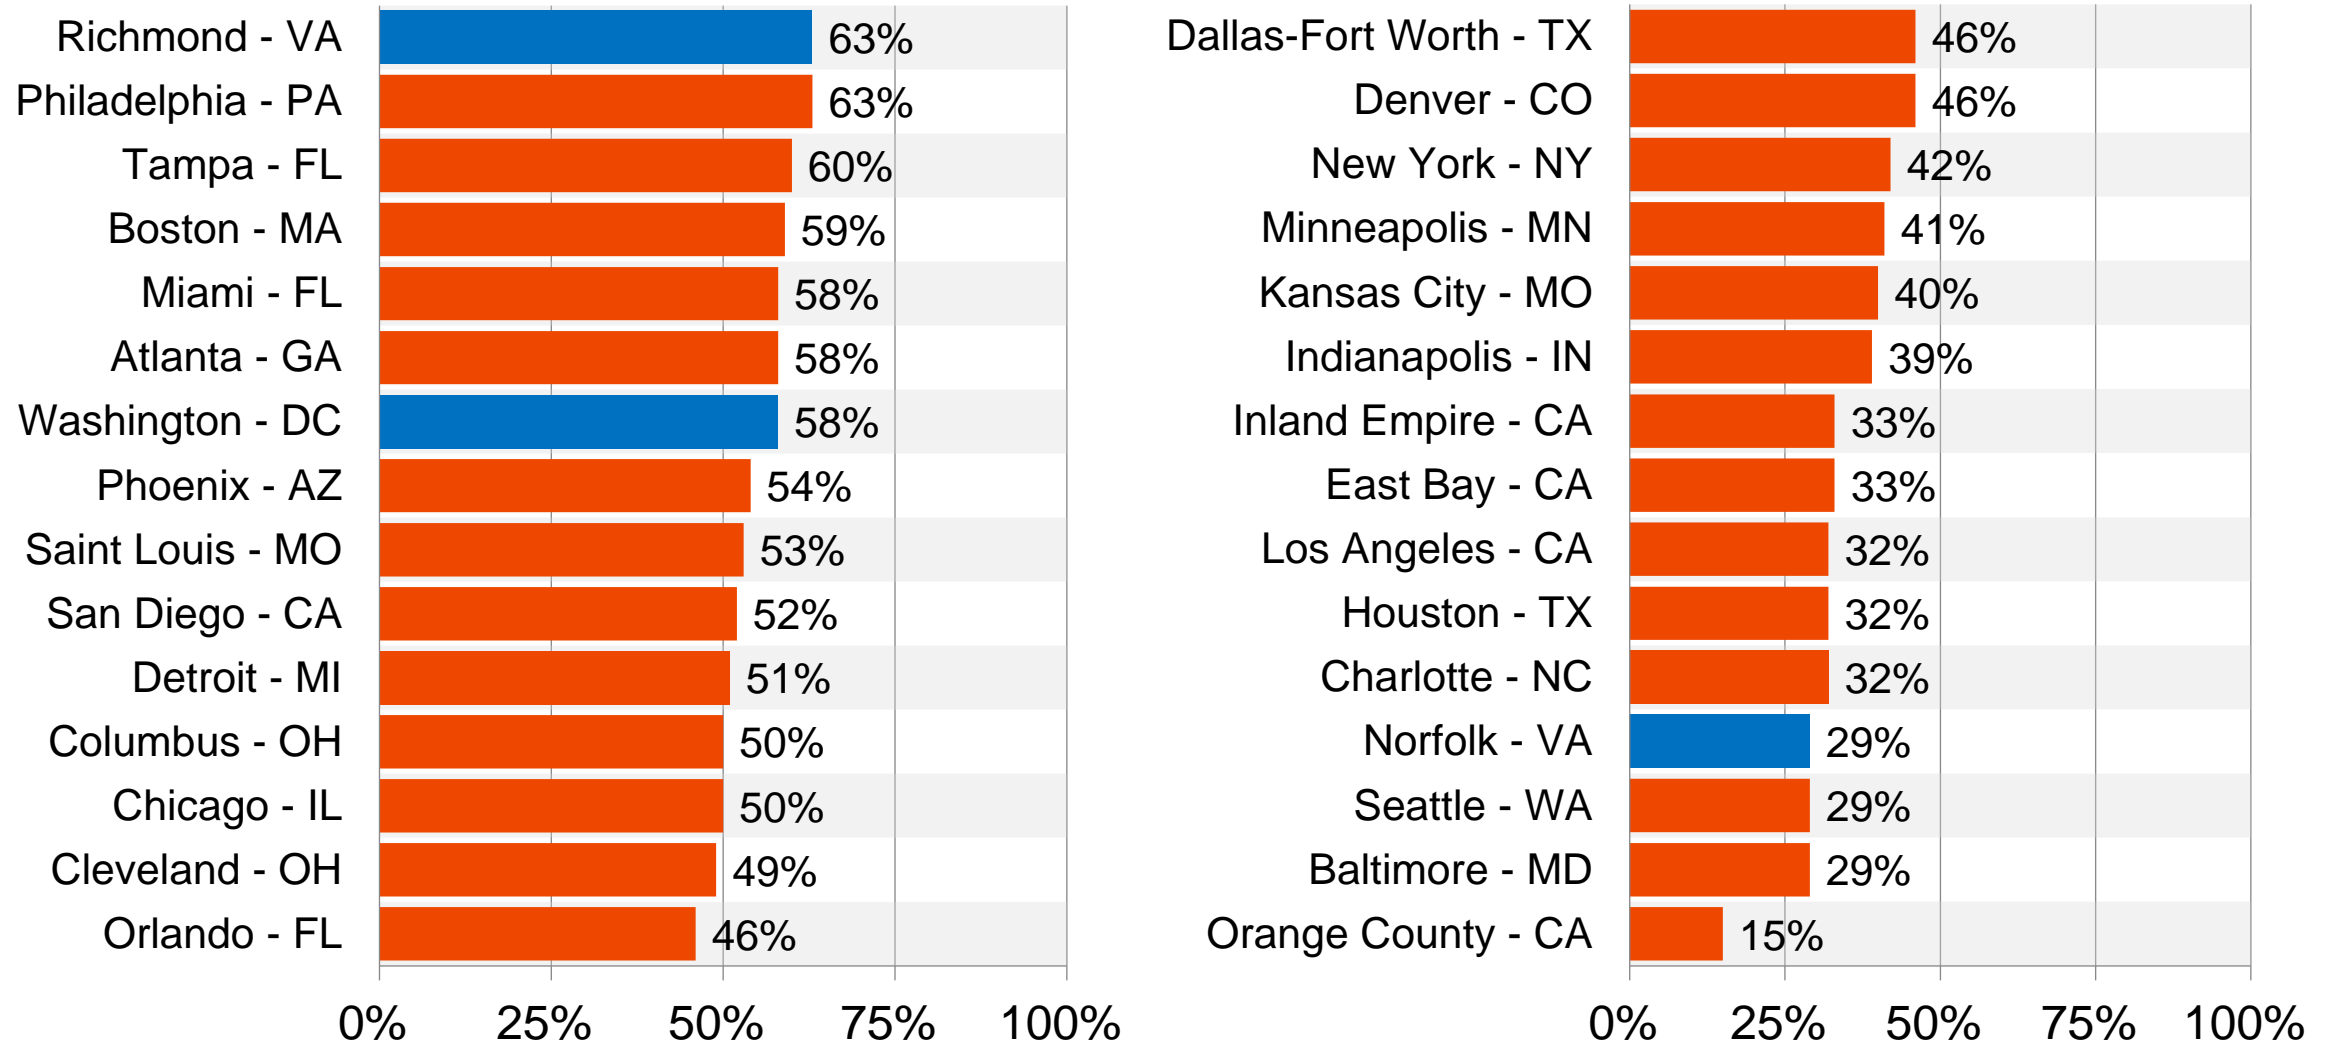 Richmond - VA 63%
Philadelphia - PA 63%
Tampa - FL 60%
Boston - MA 59%
Miami - FL 58%
Atlanta - GA 58%
Washington - DC 58%
Phoenix - AZ 54%
Saint Louis - MO 53%
San Diego - CA 52%
Detroit - MI 51%
Columbus - OH 50%
Chicago - IL 50%
Cleveland - OH 49%
Orlando - FL 46%
0% 25% 50% 75% 100%
Dallas-Fort Worth - TX 46%
Denver - CO 46%
New York - NY 42%
Minneapolis - MN 41%
Kansas City - MO 40%
Indianapolis - IN 39%
Inland Empire - CA 33%
East Bay - CA 33%
Los Angeles - CA 32%
Houston - TX 32%
Charlotte - NC 32%
Norfolk - VA 29%
Seattle - WA 29%
Baltimore - MD 29%
Orange County - CA 15%
0% 25% 50% 75% 100%